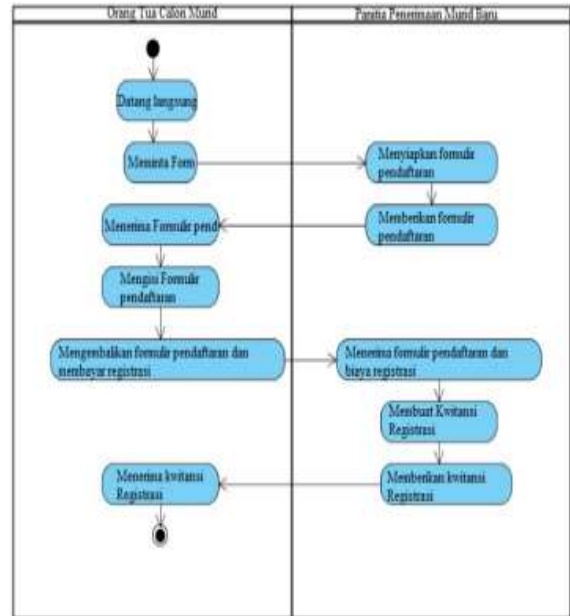 Orang Tua Calon Murid
Panitia Penerimaan Murid Baru
Datang langsung
Meminta Form
Menyiapkan formulir
pendaftaran
Memberikan formulir
pendaftaran
Menerima Formulir pend
Mengisi Formulir
pendaftaran
Mengembalikan formulir pendaftaran dan
membayar registrasi
Menerima formulir pendaftaran dan
biaya registrasi
Membuat Kwitansi
Registrasi
Memberikan kwitansi
Registrasi
Menerima kwitansi
Registrasi